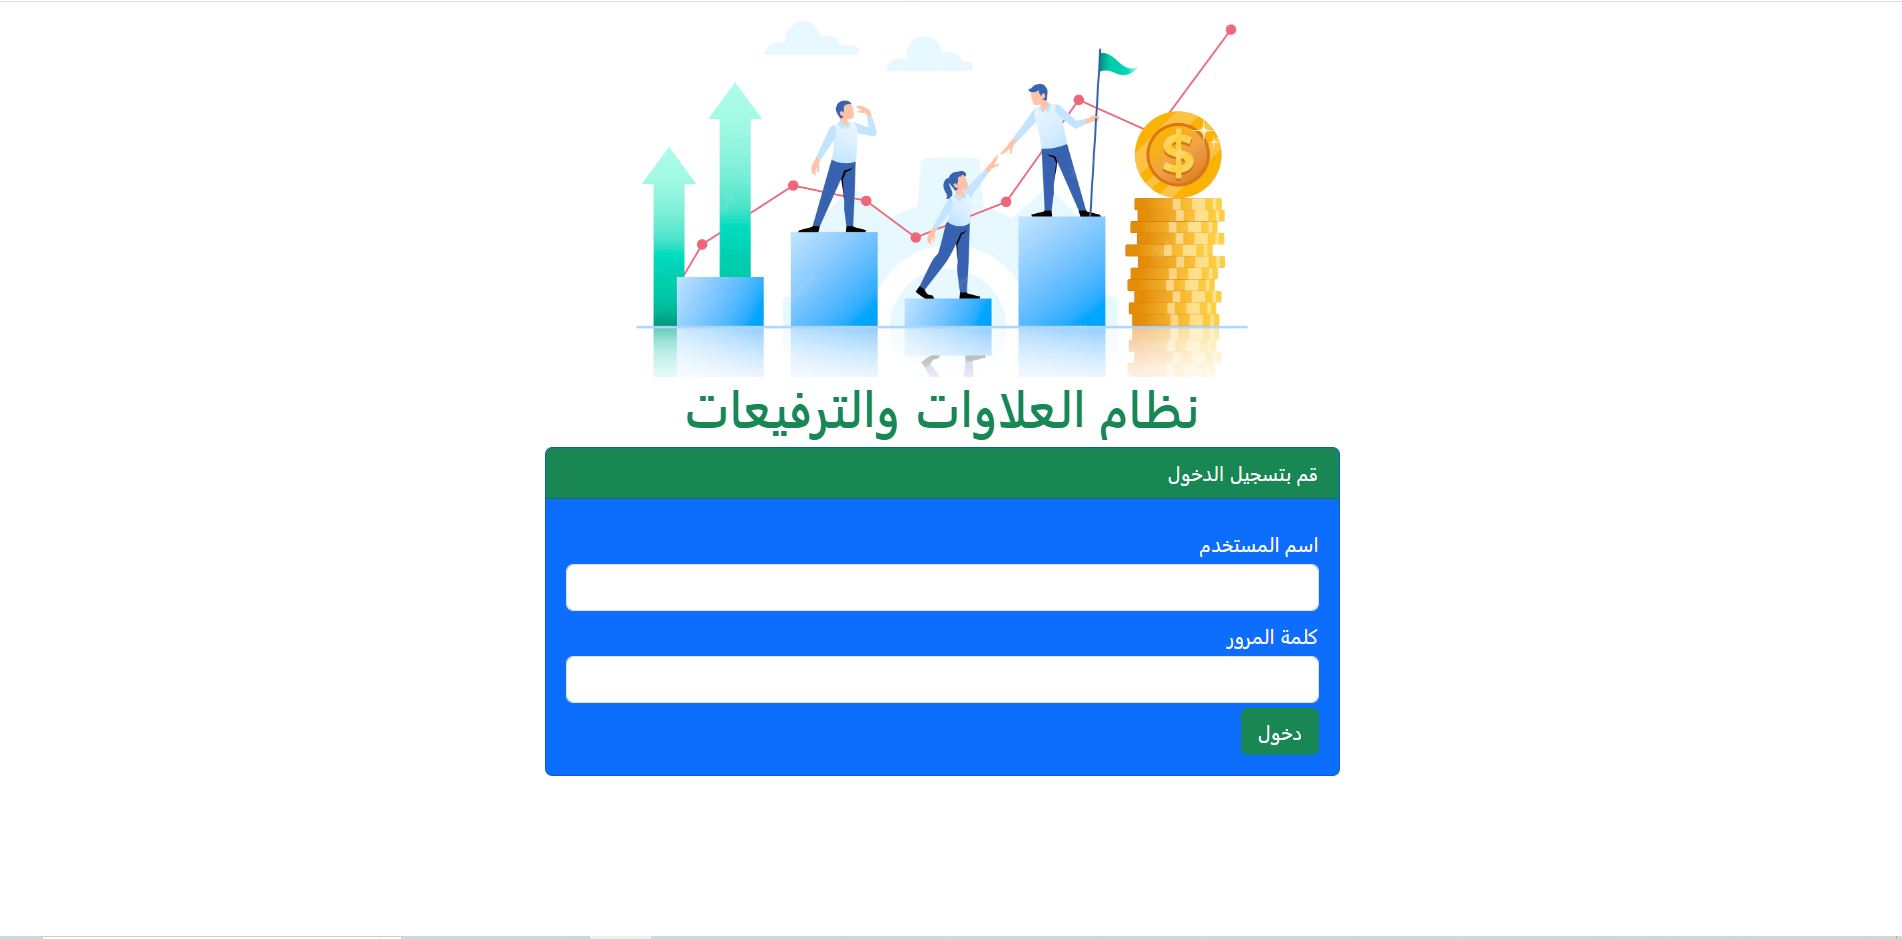 نظام العلاوات والترفيعات
قم بتسجيل الدخول
اسم المستخدم
كلمة المرور
دخول